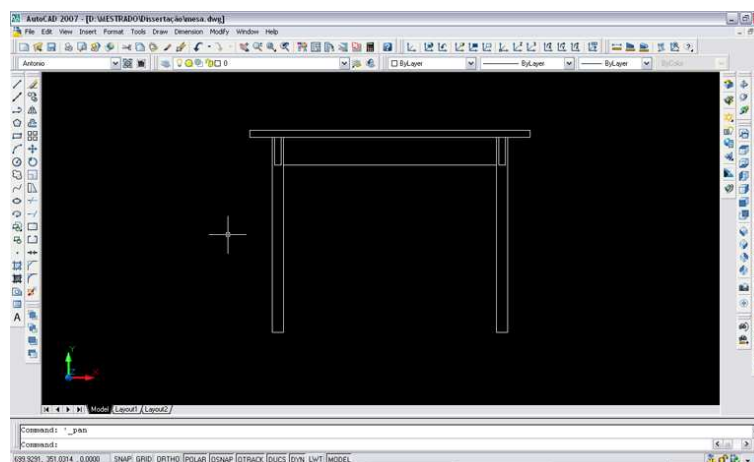 AutoCAD 2007 - [D:\MESTRADO\Dissertação\mesa.dwg]
File Edit View Insert Format Tools Draw Dimension Modify Window Help
Antonio 0 ByLayer ByLayer ByLayer ByColor
A
Y
X
Z
Model Layout1 Layout2
Command: '_pan
Command:
699.9291, 351.0314, 0.0000 SNAP GRID ORTHO POLAR OSNAP OTRACK DUCS DYN LWT MODEL